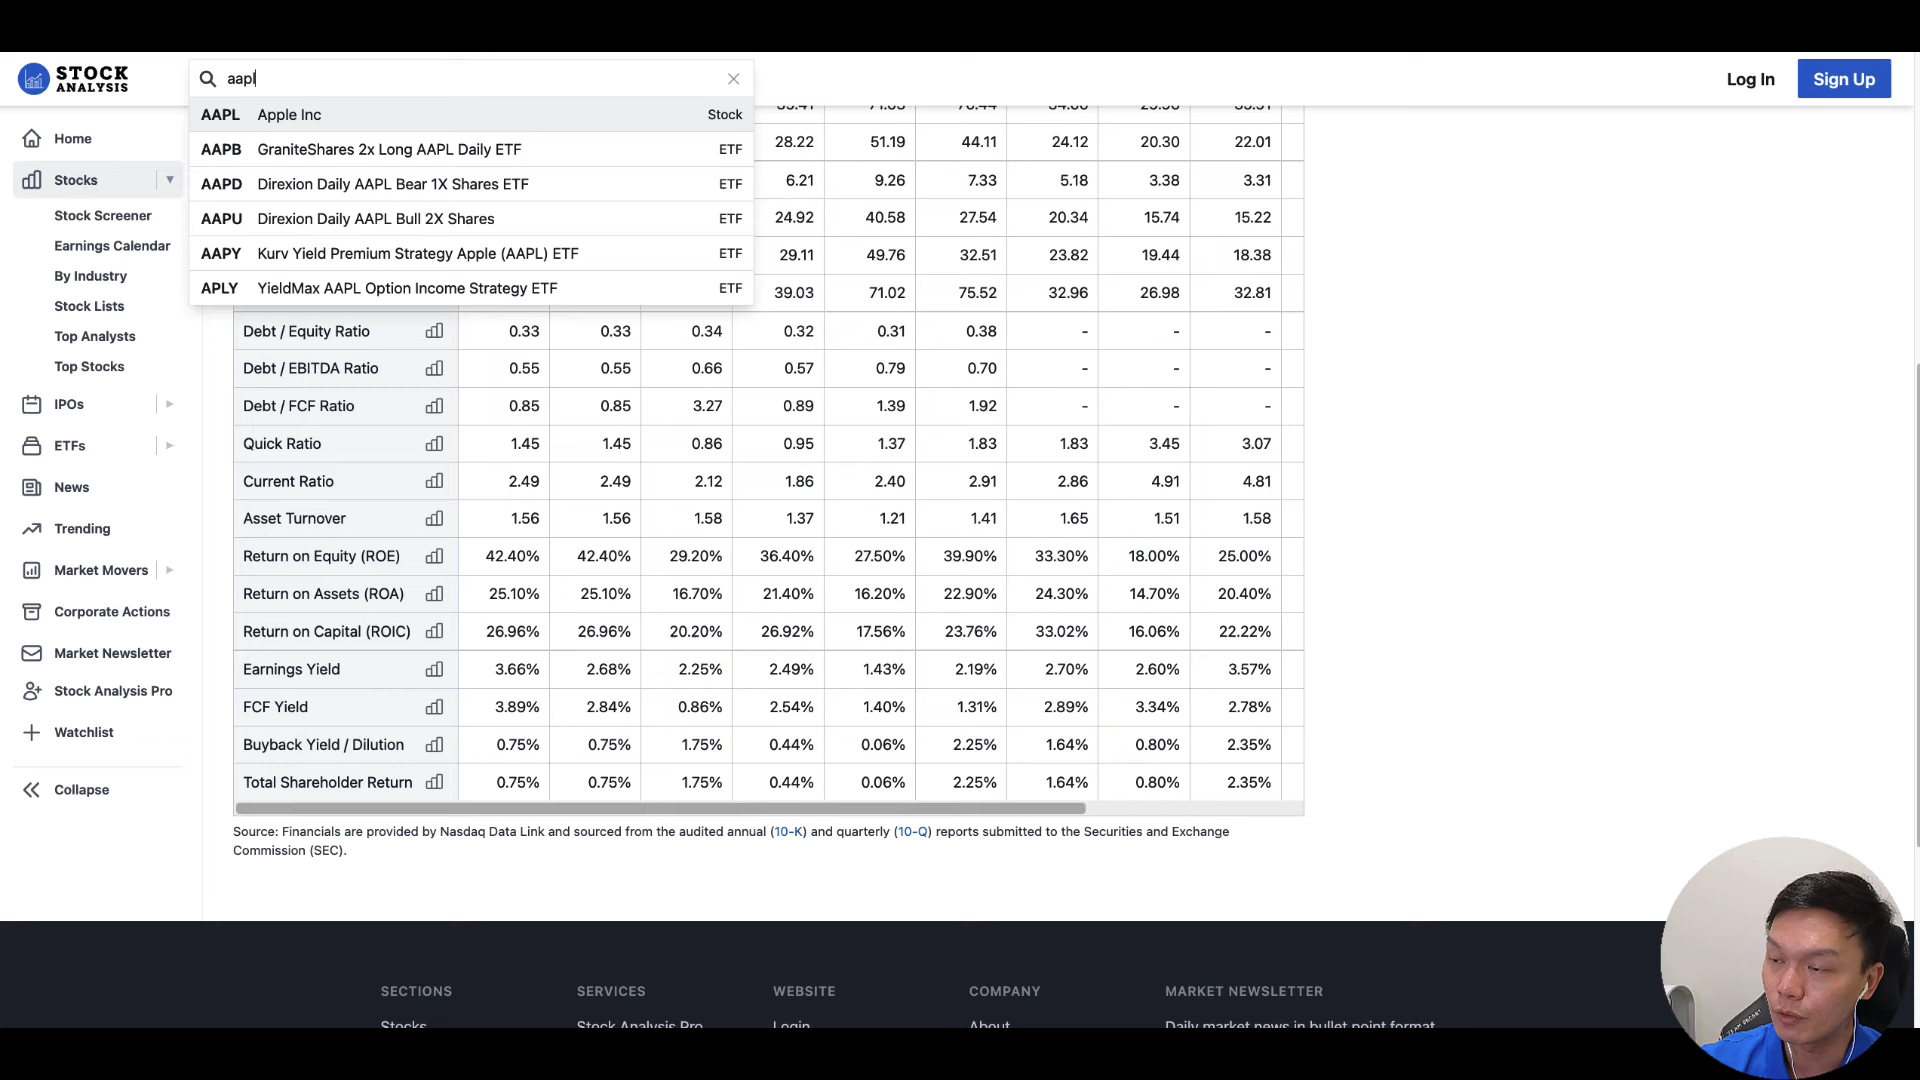 STOCK
ANALYSIS
aapl
Log In
Sign Up
AAPL Apple Inc Stock
AAPB GraniteShares 2x Long AAPL Daily ETF ETF
AAPD Direxion Daily AAPL Bear 1X Shares ETF ETF
AAPU Direxion Daily AAPL Bull 2X Shares ETF
AAPY Kurv Yield Premium Strategy Apple (AAPL) ETF ETF
APLY YieldMax AAPL Option Income Strategy ETF ETF
Home
Stocks
Stock Screener
Earnings Calendar
By Industry
Stock Lists
Top Analysts
Top Stocks
IPOs
ETFs
News
Trending
Market Movers
Corporate Actions
Market Newsletter
Stock Analysis Pro
Watchlist
Collapse
28.22 51.19 44.11 24.12 20.30 22.01
6.21 9.26 7.33 5.18 3.38 3.31
24.92 40.58 27.54 20.34 15.74 15.22
29.11 49.76 32.51 23.82 19.44 18.38
39.03 71.02 75.52 32.96 26.98 32.81
Debt / Equity Ratio 0.33 0.33 0.34 0.32 0.31 0.38 - - -
Debt / EBITDA Ratio 0.55 0.55 0.66 0.57 0.79 0.70 - - -
Debt / FCF Ratio 0.85 0.85 3.27 0.89 1.39 1.92 - - -
Quick Ratio 1.45 1.45 0.86 0.95 1.37 1.83 1.83 3.45 3.07
Current Ratio 2.49 2.49 2.12 1.86 2.40 2.91 2.86 4.91 4.81
Asset Turnover 1.56 1.56 1.58 1.37 1.21 1.41 1.65 1.51 1.58
Return on Equity (ROE) 42.40% 42.40% 29.20% 36.40% 27.50% 39.90% 33.30% 18.00% 25.00%
Return on Assets (ROA) 25.10% 25.10% 16.70% 21.40% 16.20% 22.90% 24.30% 14.70% 20.40%
Return on Capital (ROIC) 26.96% 26.96% 20.20% 26.92% 17.56% 23.76% 33.02% 16.06% 22.22%
Earnings Yield 3.66% 2.68% 2.25% 2.49% 1.43% 2.19% 2.70% 2.60% 3.57%
FCF Yield 3.89% 2.84% 0.86% 2.54% 1.40% 1.31% 2.89% 3.34% 2.78%
Buyback Yield / Dilution 0.75% 0.75% 1.75% 0.44% 0.06% 2.25% 1.64% 0.80% 2.35%
Total Shareholder Return 0.75% 0.75% 1.75% 0.44% 0.06% 2.25% 1.64% 0.80% 2.35%
Source: Financials are provided by Nasdaq Data Link and sourced from the audited annual (10-K) and quarterly (10-Q) reports submitted to the Securities and Exchange
Commission (SEC).
SECTIONS SERVICES WEBSITE COMPANY MARKET NEWSLETTER
Stocks Stock Analysis Pro Login About Daily market news in bullet point format